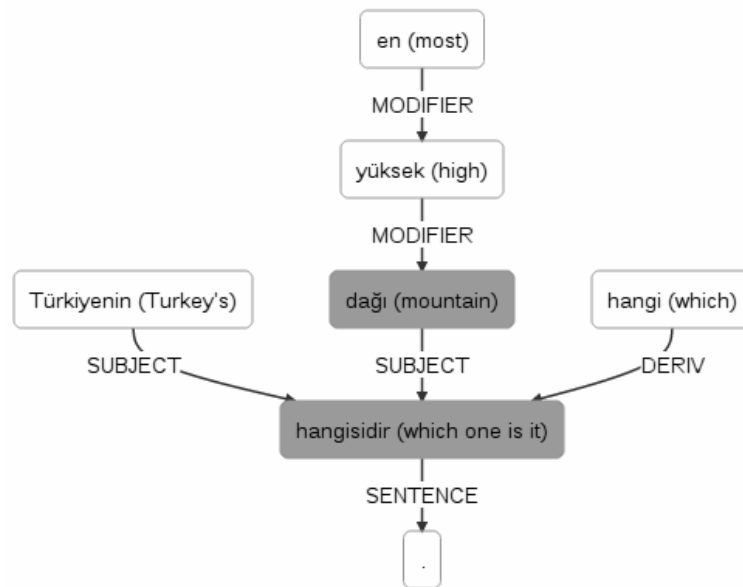 en (most)
MODIFIER
yüksek (high)
MODIFIER
Türkiyenin (Turkey's)
dağı (mountain)
hangi (which)
SUBJECT
SUBJECT
DERIV
hangisidir (which one is it)
SENTENCE
.